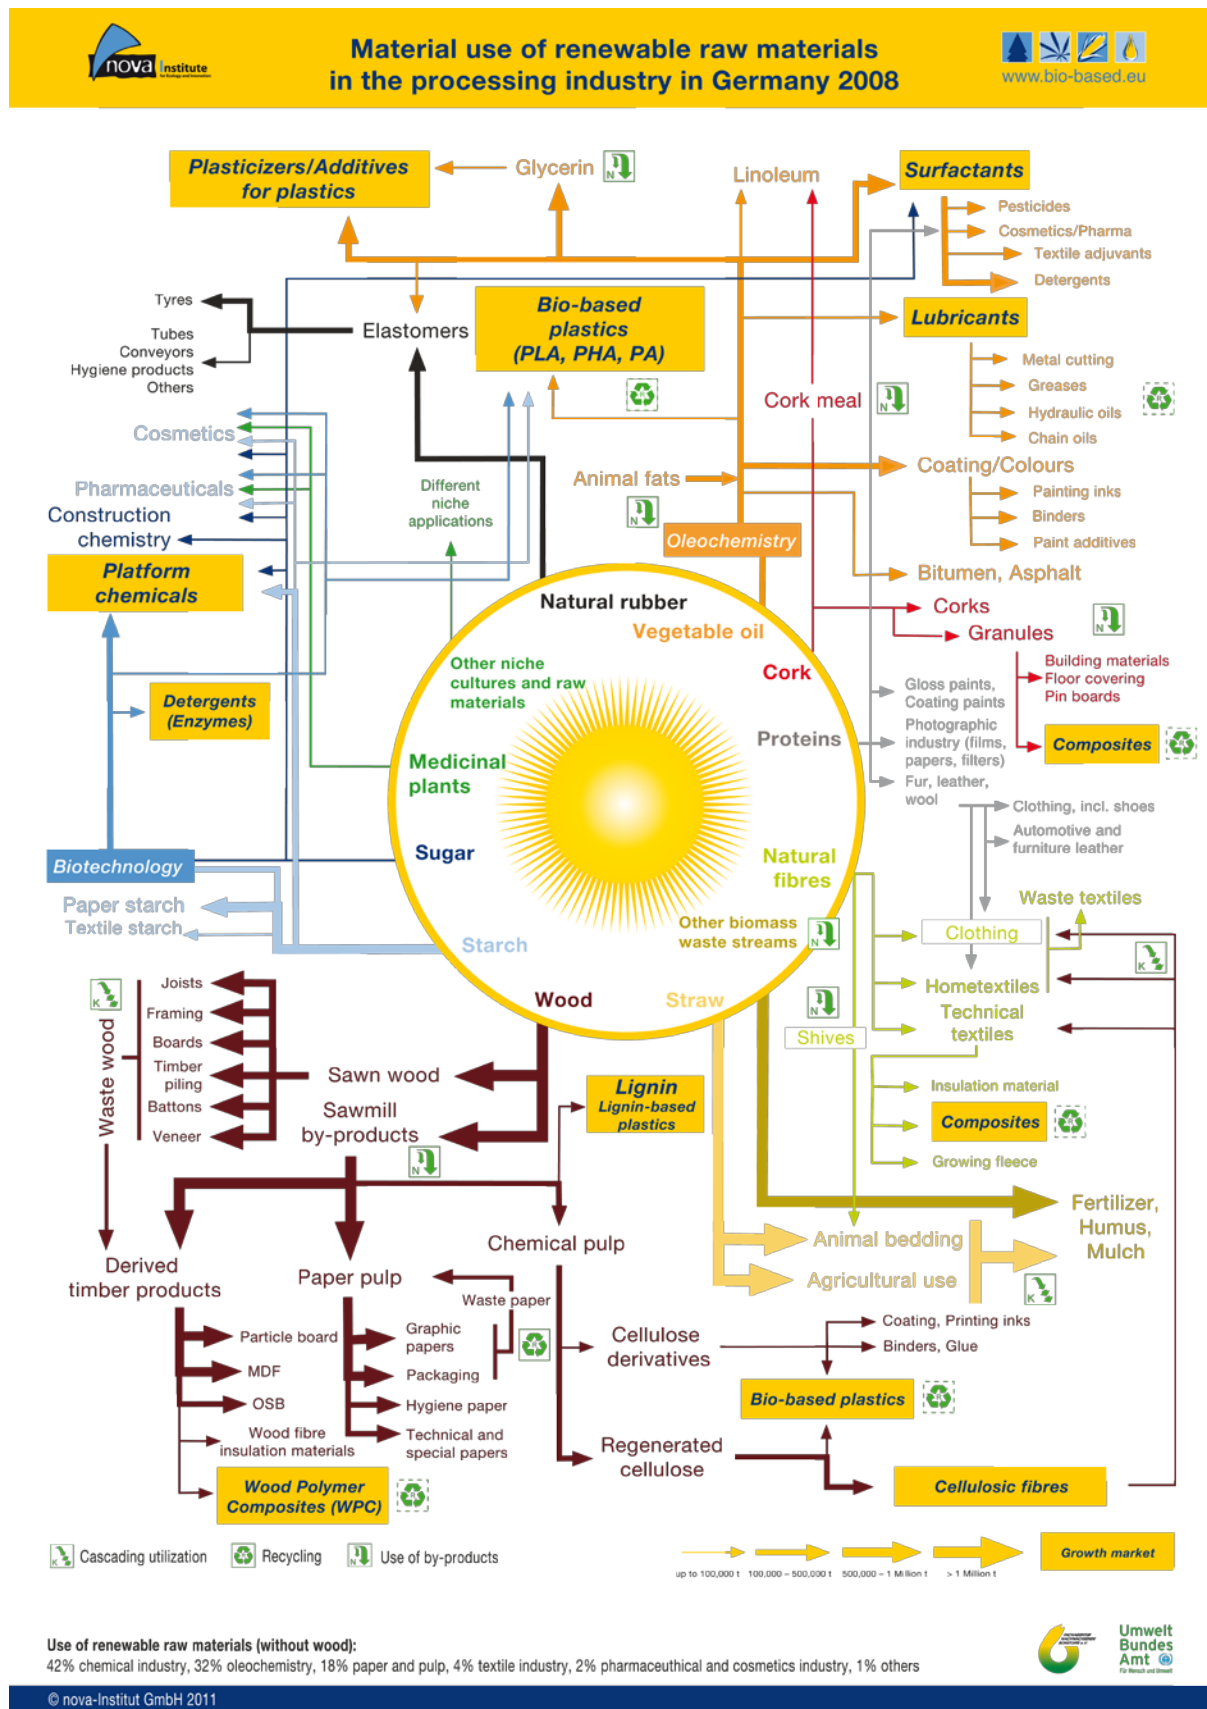 nova Institute
for Ecology and Innovation
Material use of renewable raw materials
in the processing industry in Germany 2008
www.bio-based.eu
Plasticizers/Additives
for plastics
Glycerin
N
Linoleum
Surfactants
Pesticides
Cosmetics/Pharma
Textile adjuvants
Detergents
Tyres
Tubes
Conveyors
Hygiene products
Others
Elastomers
Bio-based
plastics
(PLA, PHA, PA)
R
Lubricants
Metal cutting
Greases
Hydraulic oils
Chain oils
R
Cork meal
N
Cosmetics
Pharmaceuticals
Construction
chemistry
Different
niche
applications
Animal fats
N
Oleochemistry
Coating/Colours
Painting inks
Binders
Paint additives
Bitumen, Asphalt
Platform
chemicals
Detergents
(Enzymes)
Biotechnology
Paper starch
Textile starch
Natural rubber
Vegetable oil
Other niche
cultures and raw
materials
Cork
Proteins
Medicinal
plants
Sugar
Natural
fibres
Other biomass
waste streams
N
Starch
Wood
Straw
Corks
Granules
N
Building materials
Floor covering
Pin boards
Composites
R
Gloss paints,
Coating paints
Photographic
industry (films,
papers, filters)
Fur, leather,
wool
Clothing, incl. shoes
Automotive and
furniture leather
Waste textiles
Clothing
K
Hometextiles
Technical
textiles
N
Shives
Insulation material
Composites
R
Growing fleece
K
Waste wood
Joists
Framing
Boards
Timber
piling
Battons
Veneer
Sawn wood
Sawmill
by-products
N
Lignin
Lignin-based
plastics
Fertilizer,
Humus,
Mulch
Animal bedding
Agricultural use
K
Derived
timber products
Paper pulp
Chemical pulp
Waste paper
Particle board
MDF
OSB
Wood fibre
insulation materials
Wood Polymer
Composites (WPC)
R
Graphic
papers
Packaging
R
Hygiene paper
Technical and
special papers
Cellulose
derivatives
Coating, Printing inks
Binders, Glue
Bio-based plastics
R
Regenerated
cellulose
Cellulosic fibres
K
Cascading utilization
R
Recycling
N
Use of by-products
up to 100,000 t
100,000 – 500,000 t
500,000 – 1 Million t
> 1 Million t
Growth market
Use of renewable raw materials (without wood):
42% chemical industry, 32% oleochemistry, 18% paper and pulp, 4% textile industry, 2% pharmaceuthical and cosmetics industry, 1% others
Umwelt
Bundes
Amt
Für Mensch und Umwelt
© nova-Institut GmbH 2011